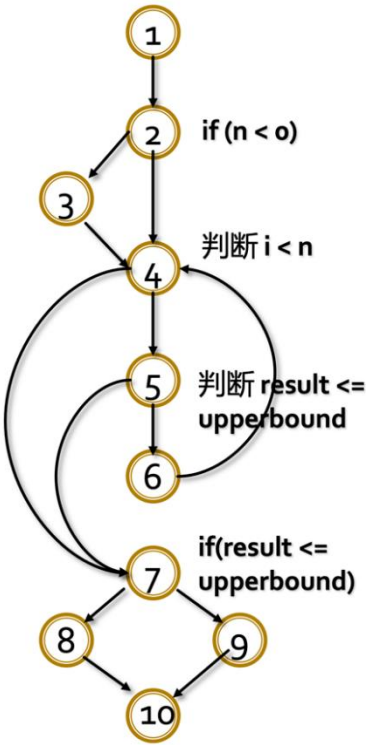 1
2
if (n < 0)
3
判断 i < n
4
5
判断 result <=
upperbound
6
if(result <=
upperbound)
7
8
9
10